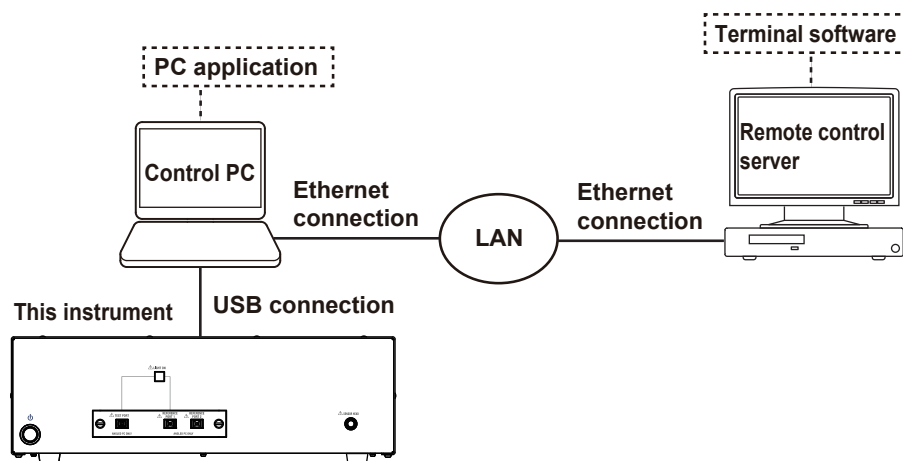 Terminal software
PC application
Remote control
server
Control PC
Ethernet
connection
LAN
Ethernet
connection
USB connection
This instrument